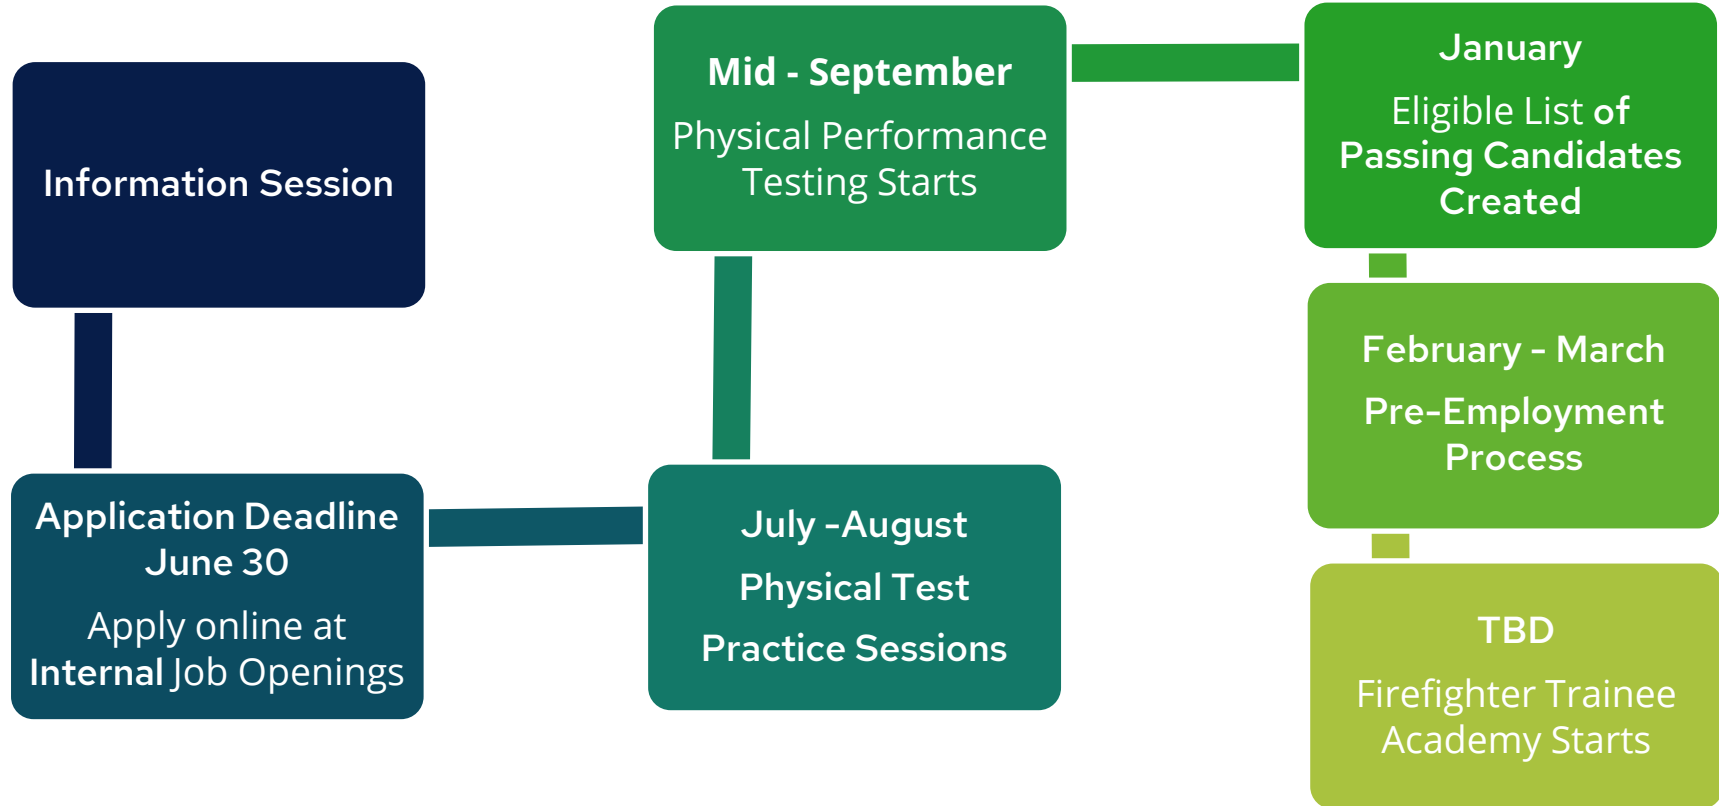 Information Session
Application Deadline
June 30
Apply online at
Internal Job Openings
July -August
Physical Test
Practice Sessions
Mid - September
Physical Performance
Testing Starts
January
Eligible List of
Passing Candidates
Created
February - March
Pre-Employment
Process
TBD
Firefighter Trainee
Academy Starts